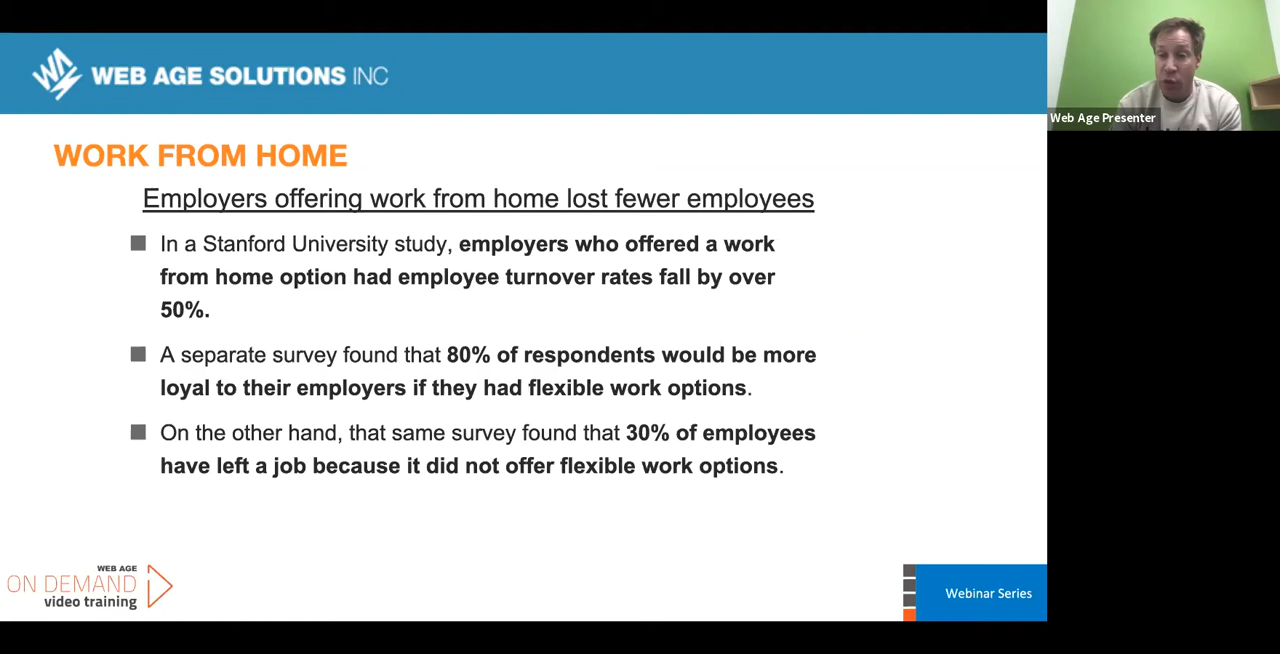 WEB AGE SOLUTIONS INC
Web Age Presenter
WORK FROM HOME
Employers offering work from home lost fewer employees
In a Stanford University study, employers who offered a work
from home option had employee turnover rates fall by over
50%.
A separate survey found that 80% of respondents would be more
loyal to their employers if they had flexible work options.
On the other hand, that same survey found that 30% of employees
have left a job because it did not offer flexible work options.
WEB AGE
ON DEMAND
video training
Webinar Series